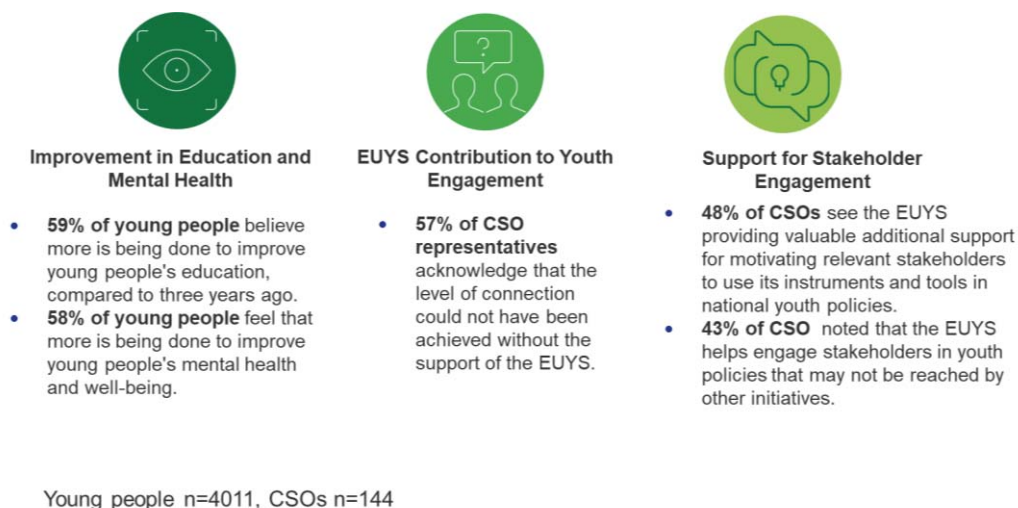 Improvement in Education and
Mental Health
• 59% of young people believe
more is being done to improve
young people's education,
compared to three years ago.
• 58% of young people feel that
more is being done to improve
young people's mental health
and well-being.
?
EUYS Contribution to Youth
Engagement
• 57% of CSO
representatives
acknowledge that the
level of connection
could not have been
achieved without the
support of the EUYS.
Support for Stakeholder
Engagement
• 48% of CSOs see the EUYS
providing valuable additional support
for motivating relevant stakeholders
to use its instruments and tools in
national youth policies.
• 43% of CSO noted that the EUYS
helps engage stakeholders in youth
policies that may not be reached by
other initiatives.
Young people n=4011, CSOs n=144